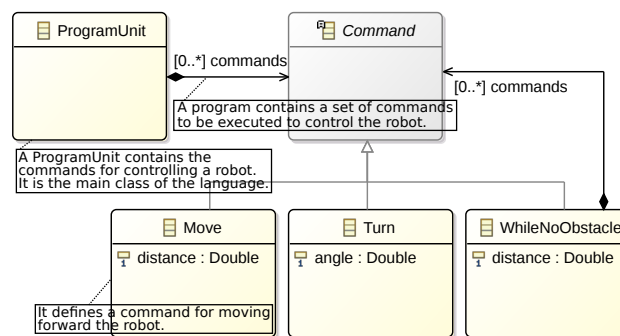 ProgramUnit
Command
[0..*] commands
[0..*] commands
A program contains a set of commands
to be executed to control the robot.
A ProgramUnit contains the
commands for controlling a robot.
It is the main class of the language.
Move
Turn
WhileNoObstacle
distance : Double
angle : Double
distance : Double
It defines a command for moving
forward the robot.